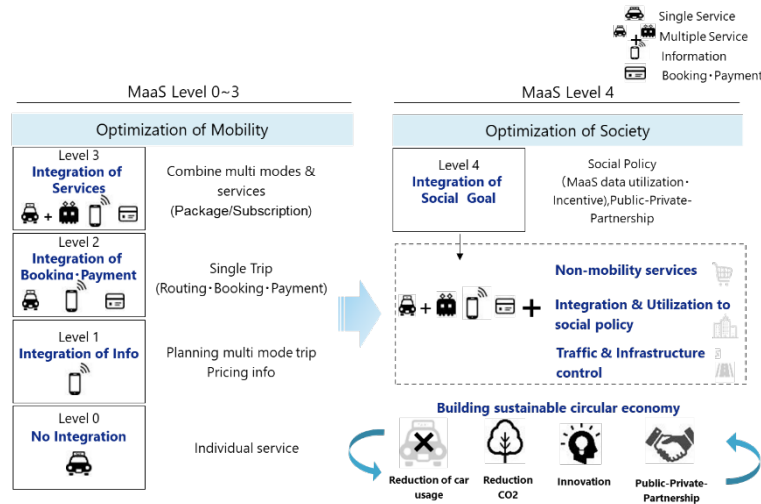 Single Service
Multiple Service
Information
Booking・Payment
MaaS Level 0~3
MaaS Level 4
Optimization of Mobility
Optimization of Society
Level 3
Integration of
Services
Combine multi modes &
services
(Package/Subscription)
Level 2
Integration of
Booking・Payment
Single Trip
(Routing・Booking・Payment)
Level 1
Integration of Info
Planning multi mode trip
Pricing info
Level 0
No Integration
Individual service
Level 4
Integration of
Social Goal
Social Policy
(MaaS data utilization・
Incentive),Public-Private-
Partnership
Non-mobility services
Integration & Utilization to
social policy
Traffic & Infrastructure
control
Building sustainable circular economy
Reduction of car
usage
Reduction
CO2
Innovation
Public-Private-
Partnership